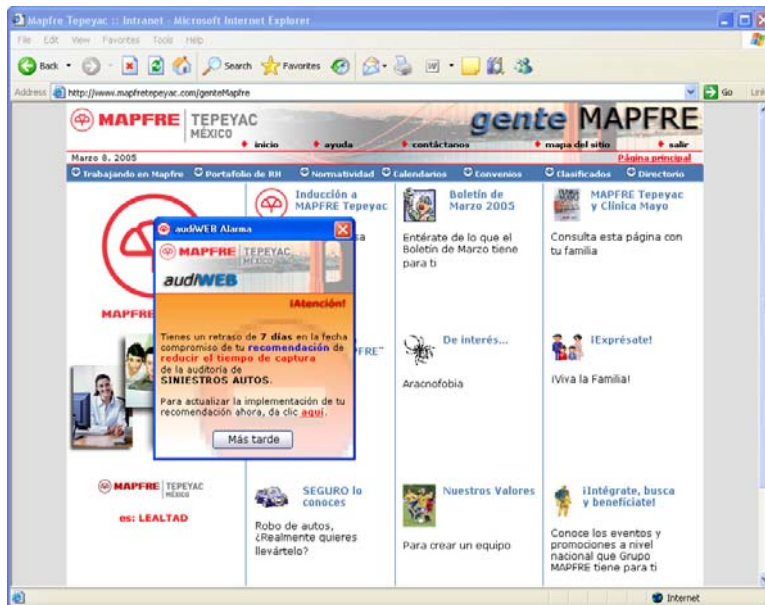 Mapfre Tepeyac :: Intranet - Microsoft Internet Explorer
File Edit View Favorites Tools Help
Back Search Favorites
Address http://www.mapfretepeyac.com/genteMapfre Go Link
MAPFRE TEPEYAC MÉXICO
gente MAPFRE
inicio ayuda contáctanos mapa del sitio salir
Marzo 8, 2005 Página principal
Trabajando en Mapfre Portafolio de RH Normatividad Calendarios Convenios Clasificados Directorio
Inducción a MAPFRE Tepeyac
Boletín de Marzo 2005
Entérate de lo que el Boletín de Marzo tiene para ti
MAPFRE Tepeyac y Clínica Mayo
Consulta esta página con tu familia
MAPFRE
audiWEB Alarma
MAPFRE TEPEYAC MÉXICO
audiWEB
¡Atención!
Tienes un retraso de 7 días en la fecha
compromiso de tu recomendación de
reducir el tiempo de captura
de la auditoría de
SINIESTROS AUTOS.
Para actualizar la implementación de tu
recomendación ahora, da clic aquí.
Más tarde
De interés...
Aracnofobia
¡Exprésate!
¡Viva la Familia!
MAPFRE TEPEYAC MÉXICO
es: LEALTAD
SEGURO lo conoces
Robo de autos,
¿Realmente quieres
llevártelo?
Nuestros Valores
Para crear un equipo
¡Intégrate, busca
y benefíciate!
Conoce los eventos y
promociones a nivel
nacional que Grupo
MAPFRE tiene para ti
Internet